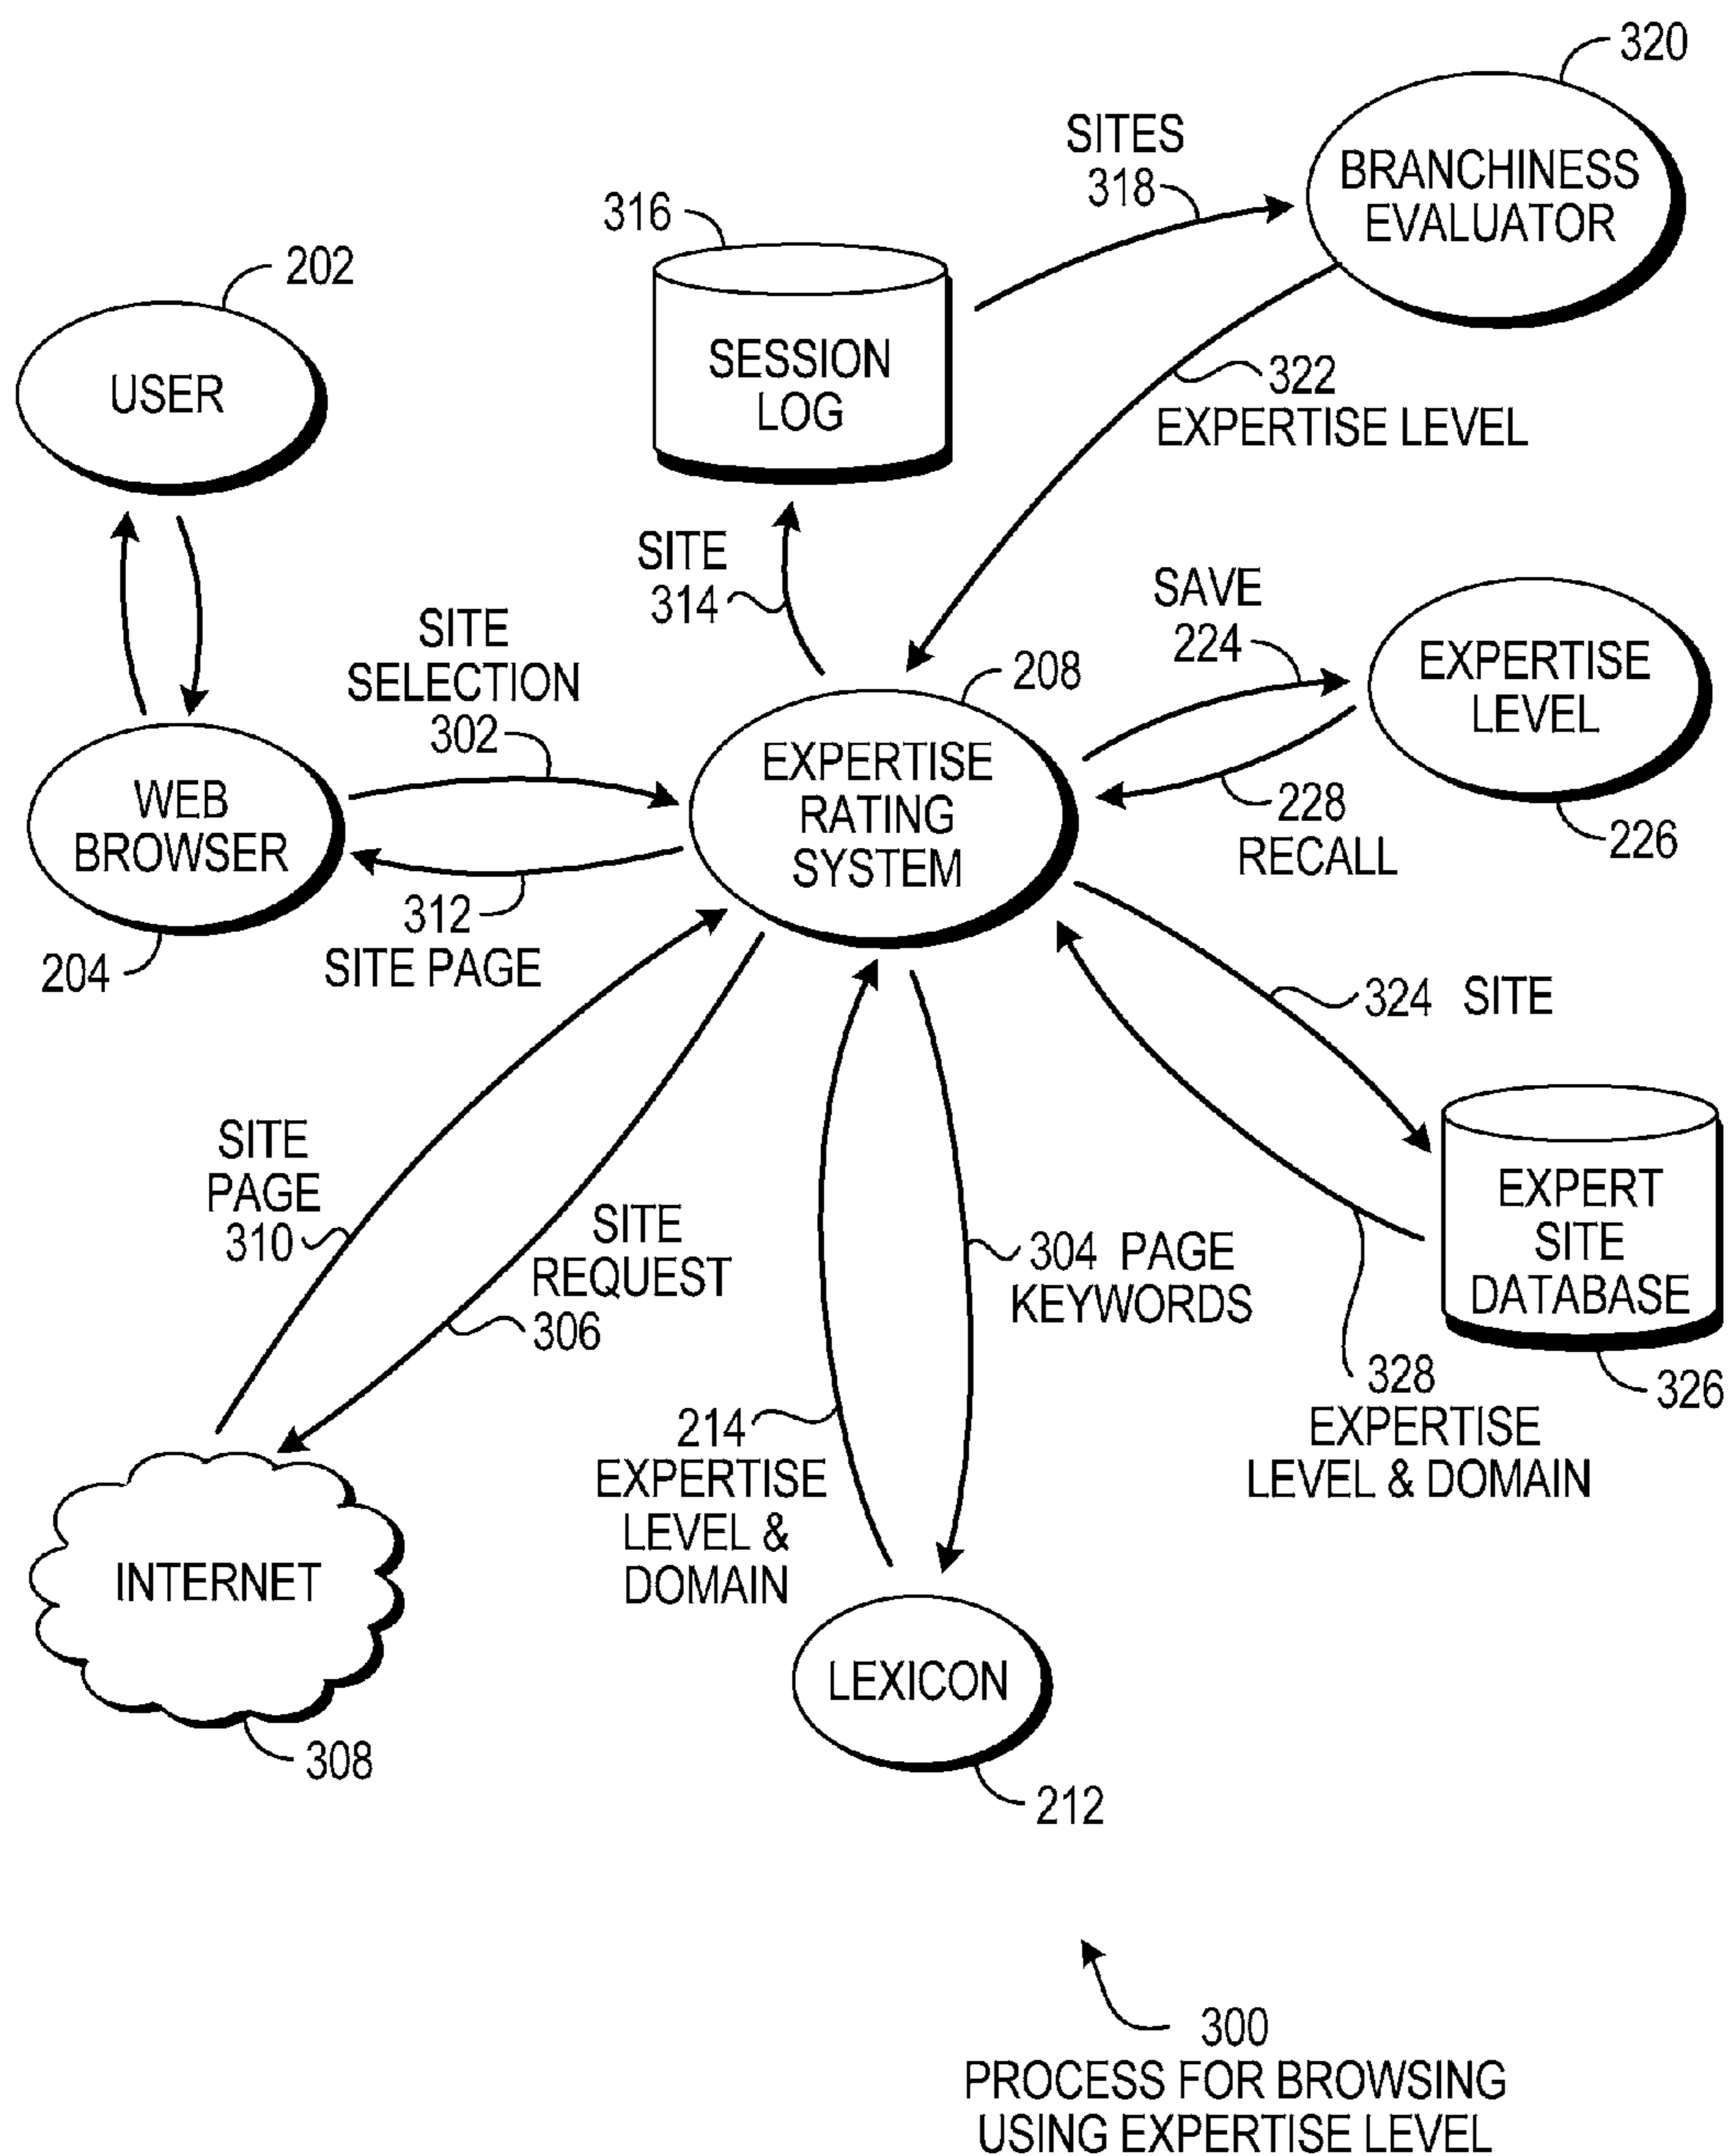 320
SITES
318
BRANCHINESS
EVALUATOR
316
202
SESSION
LOG
USER
322
EXPERTISE LEVEL
SITE
314
SAVE
224
EXPERTISE
LEVEL
SITE
SELECTION
302
208
EXPERTISE
RATING
SYSTEM
WEB
BROWSER
228
RECALL
226
312
SITE PAGE
204
324 SITE
SITE
PAGE
310
SITE
REQUEST
306
304 PAGE
KEYWORDS
EXPERT
SITE
DATABASE
328
EXPERTISE
LEVEL & DOMAIN
326
214
EXPERTISE
LEVEL &
DOMAIN
INTERNET
308
LEXICON
212
300
PROCESS FOR BROWSING
USING EXPERTISE LEVEL